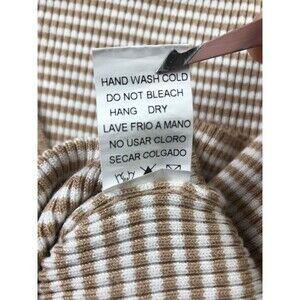 HAND WASH COLD
DO NOT BLEACH
HANG DRY
LAVE FRIO A MANO
NO USAR CLORO
SECAR COLGADO